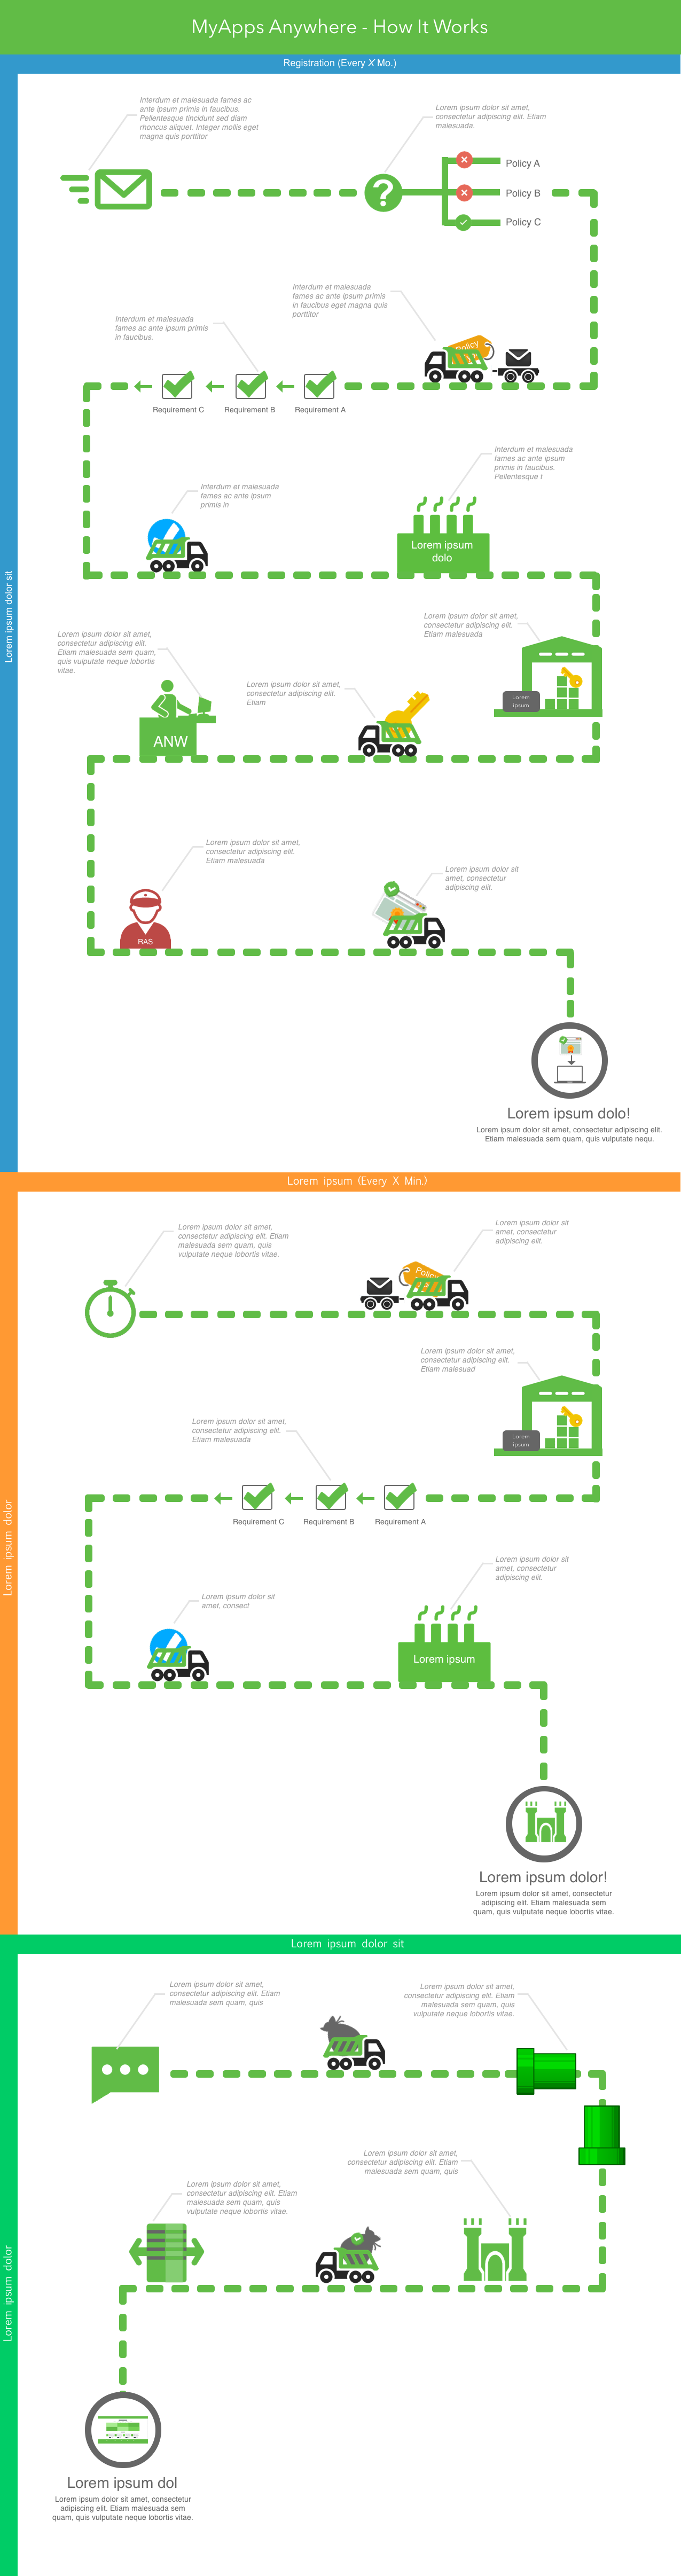 MyApps Anywhere - How It Works
Registration (Every X Mo.)
Lorem ipsum dolor sit
Interdum et malesuada fames ac
ante ipsum primis in faucibus.
Pellentesque tincidunt sed diam
rhoncus aliquet. Integer mollis eget
magna quis porttitor
Lorem ipsum dolor sit amet,
consectetur adipiscing elit. Etiam
malesuada.
Policy A
Policy B
Policy C
Interdum et malesuada
fames ac ante ipsum primis
in faucibus eget magna quis
porttitor
Policy
Interdum et malesuada
fames ac ante ipsum primis
in faucibus.
Requirement C
Requirement B
Requirement A
Interdum et malesuada
fames ac ante ipsum
primis in
Interdum et malesuada
fames ac ante ipsum
primis in faucibus.
Pellentesque t
Lorem ipsum
dolo
Lorem ipsum dolor sit amet,
consectetur adipiscing elit.
Etiam malesuada
Lorem
ipsum
Lorem ipsum dolor sit amet,
consectetur adipiscing elit.
Etiam
Lorem ipsum dolor sit amet,
consectetur adipiscing elit.
Etiam malesuada sem quam,
quis vulputate neque lobortis
vitae.
ANW
Lorem ipsum dolor sit amet,
consectetur adipiscing elit.
Etiam malesuada
RAS
Lorem ipsum dolor sit
amet, consectetur
adipiscing elit.
Lorem ipsum dolo!
Lorem ipsum dolor sit amet, consectetur adipiscing elit.
Etiam malesuada sem quam, quis vulputate nequ.
Lorem ipsum (Every X Min.)
Lorem ipsum dolor
Lorem ipsum dolor sit amet,
consectetur adipiscing elit. Etiam
malesuada sem quam, quis
vulputate neque lobortis vitae.
Lorem ipsum dolor sit
amet, consectetur
adipiscing elit.
Policy
Lorem ipsum dolor sit amet,
consectetur adipiscing elit.
Etiam malesuad
Lorem
ipsum
Lorem ipsum dolor sit amet,
consectetur adipiscing elit.
Etiam malesuada
Requirement C
Requirement B
Requirement A
Lorem ipsum dolor sit
amet, consect
Lorem ipsum dolor sit
amet, consectetur
adipiscing elit.
Lorem ipsum
Lorem ipsum dolor!
Lorem ipsum dolor sit amet, consectetur
adipiscing elit. Etiam malesuada sem
quam, quis vulputate neque lobortis vitae.
Lorem ipsum dolor sit
Lorem ipsum dolor
Lorem ipsum dolor sit amet,
consectetur adipiscing elit. Etiam
malesuada sem quam, quis
Lorem ipsum dolor sit amet,
consectetur adipiscing elit. Etiam
malesuada sem quam, quis
vulputate neque lobortis vitae.
Lorem ipsum dolor sit amet,
consectetur adipiscing elit. Etiam
malesuada sem quam, quis
Lorem ipsum dolor sit amet,
consectetur adipiscing elit. Etiam
malesuada sem quam, quis
vulputate neque lobortis vitae.
Lorem ipsum dol
Lorem ipsum dolor sit amet, consectetur
adipiscing elit. Etiam malesuada sem
quam, quis vulputate neque lobortis vitae.